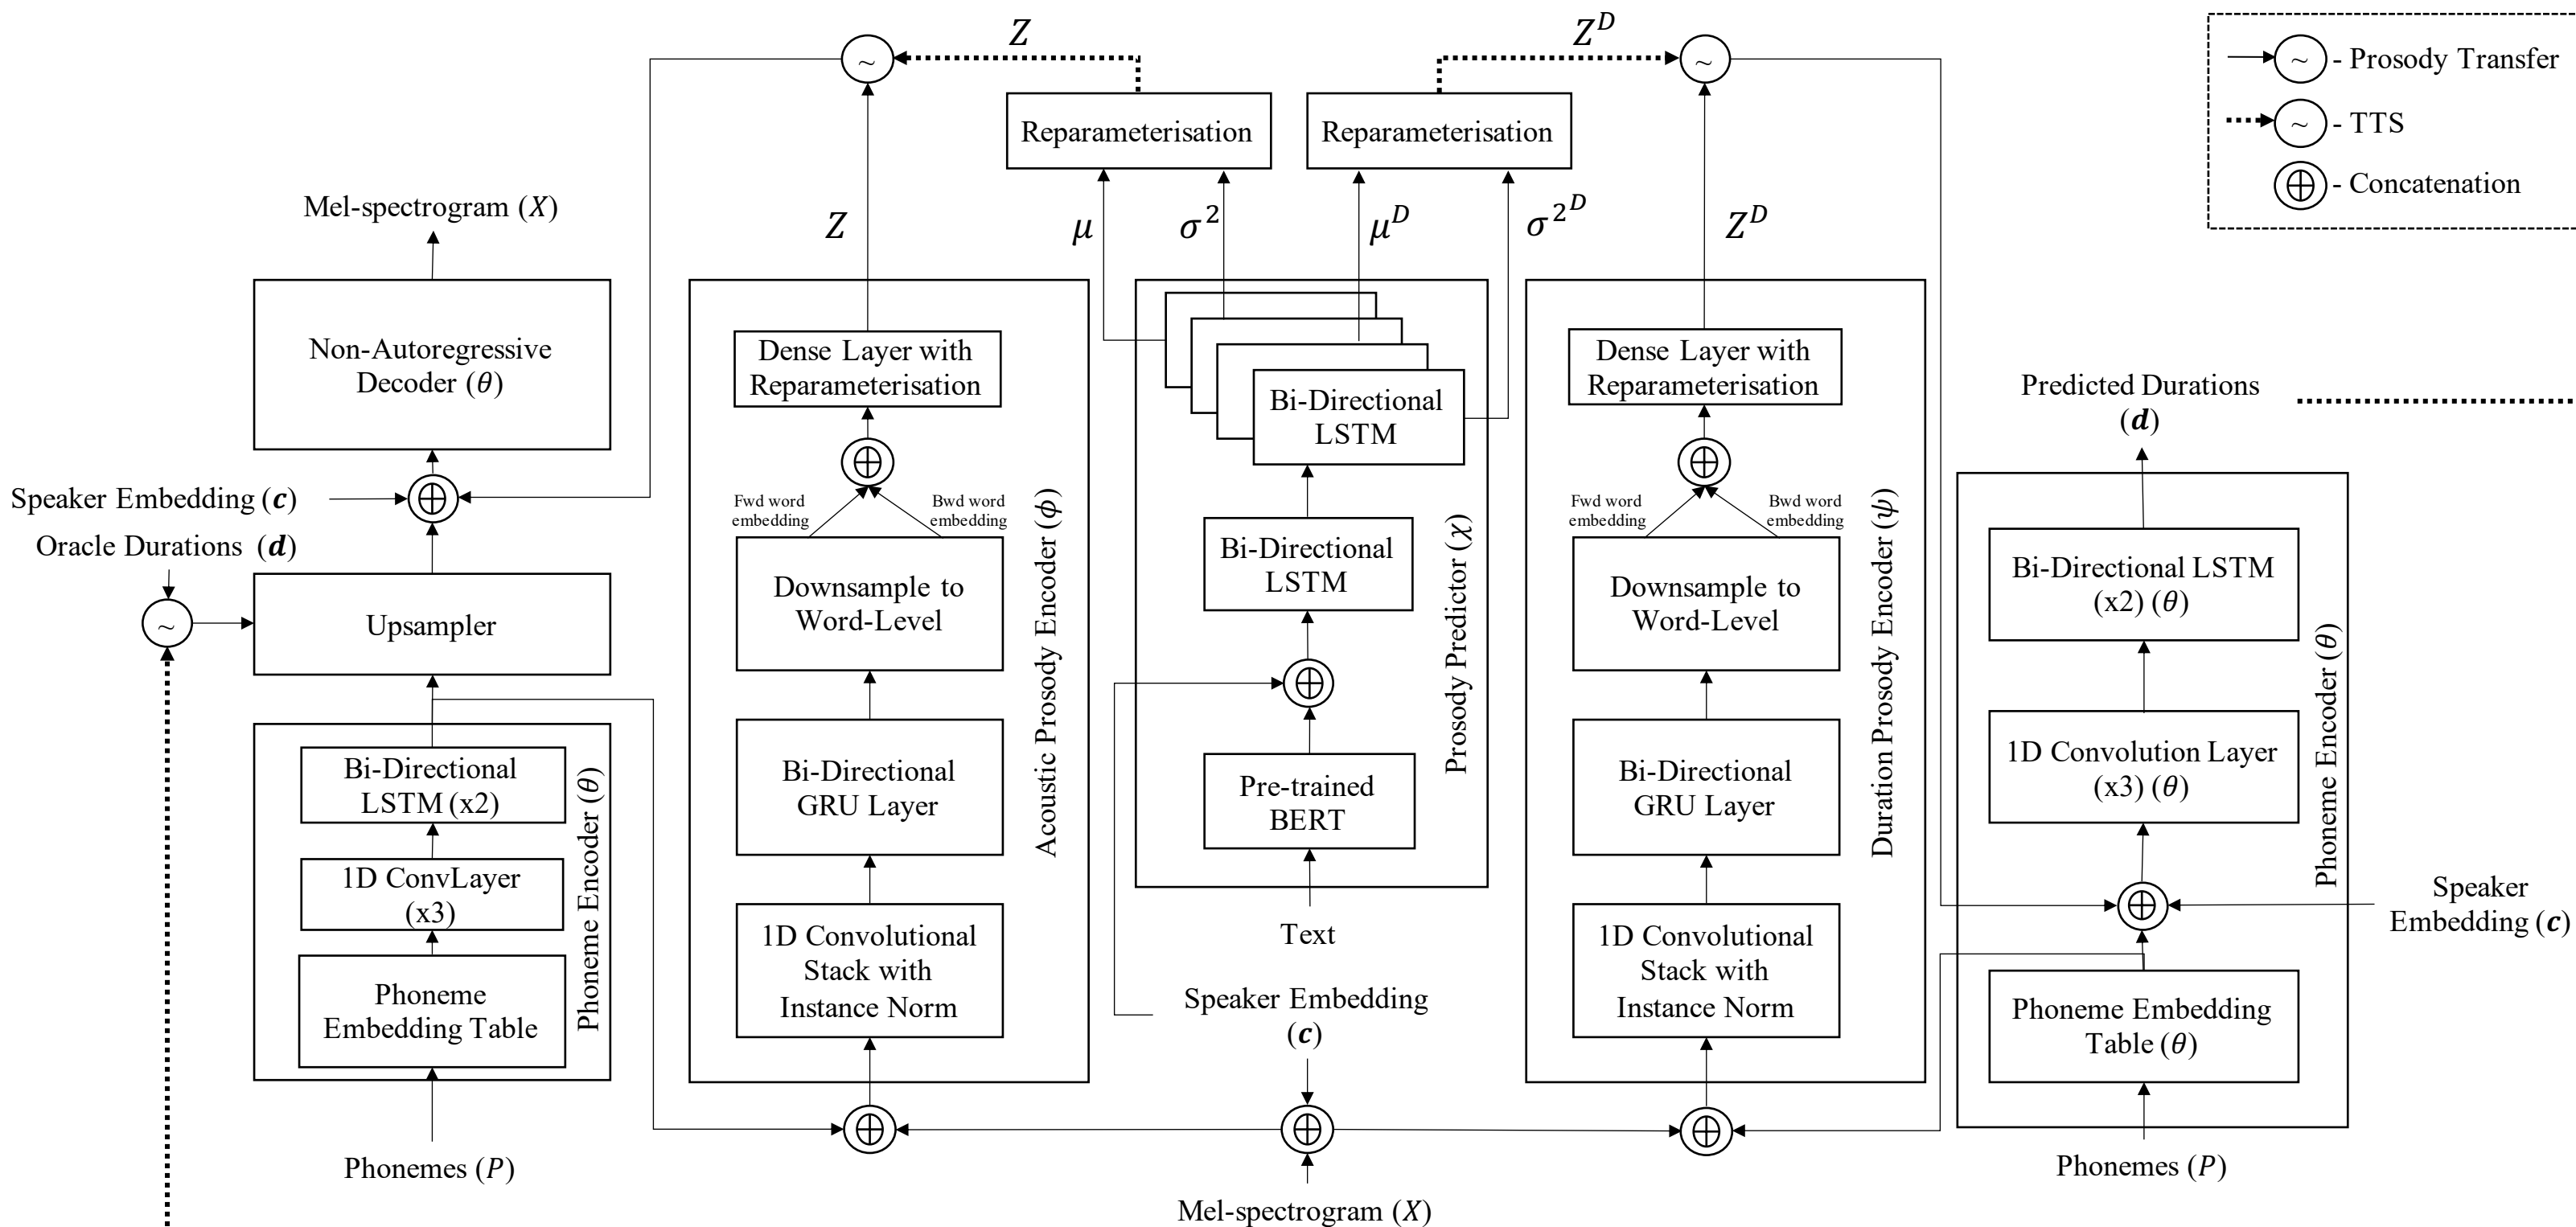 Z
Z^D
~
~
~ - Prosody Transfer
~ - TTS
⊕ - Concatenation
Reparameterisation
Reparameterisation
Mel-spectrogram (X)
Z
μ
σ^2
μ^D
σ^2^D
Z^D
Non-Autoregressive
Decoder (θ)
Speaker Embedding (c)
Oracle Durations (d)
~
Upsampler
Bi-Directional
LSTM (x2)
1D ConvLayer
(x3)
Phoneme
Embedding Table
Phoneme Encoder (θ)
Phonemes (P)
Dense Layer with
Reparameterisation
Fwd word
embedding
Bwd word
embedding
Downsample to
Word-Level
Bi-Directional
GRU Layer
1D Convolutional
Stack with
Instance Norm
Acoustic Prosody Encoder (ϕ)
Bi-Directional
LSTM
Bi-Directional
LSTM
Pre-trained
BERT
Prosody Predictor (χ)
Text
Speaker Embedding
(c)
Mel-spectrogram (X)
Dense Layer with
Reparameterisation
Fwd word
embedding
Bwd word
embedding
Downsample to
Word-Level
Bi-Directional
GRU Layer
1D Convolutional
Stack with
Instance Norm
Duration Prosody Encoder (ψ)
Predicted Durations
(d)
Bi-Directional LSTM
(x2) (θ)
1D Convolution Layer
(x3) (θ)
Phoneme Embedding
Table (θ)
Phoneme Encoder (θ)
Speaker
Embedding (c)
Phonemes (P)